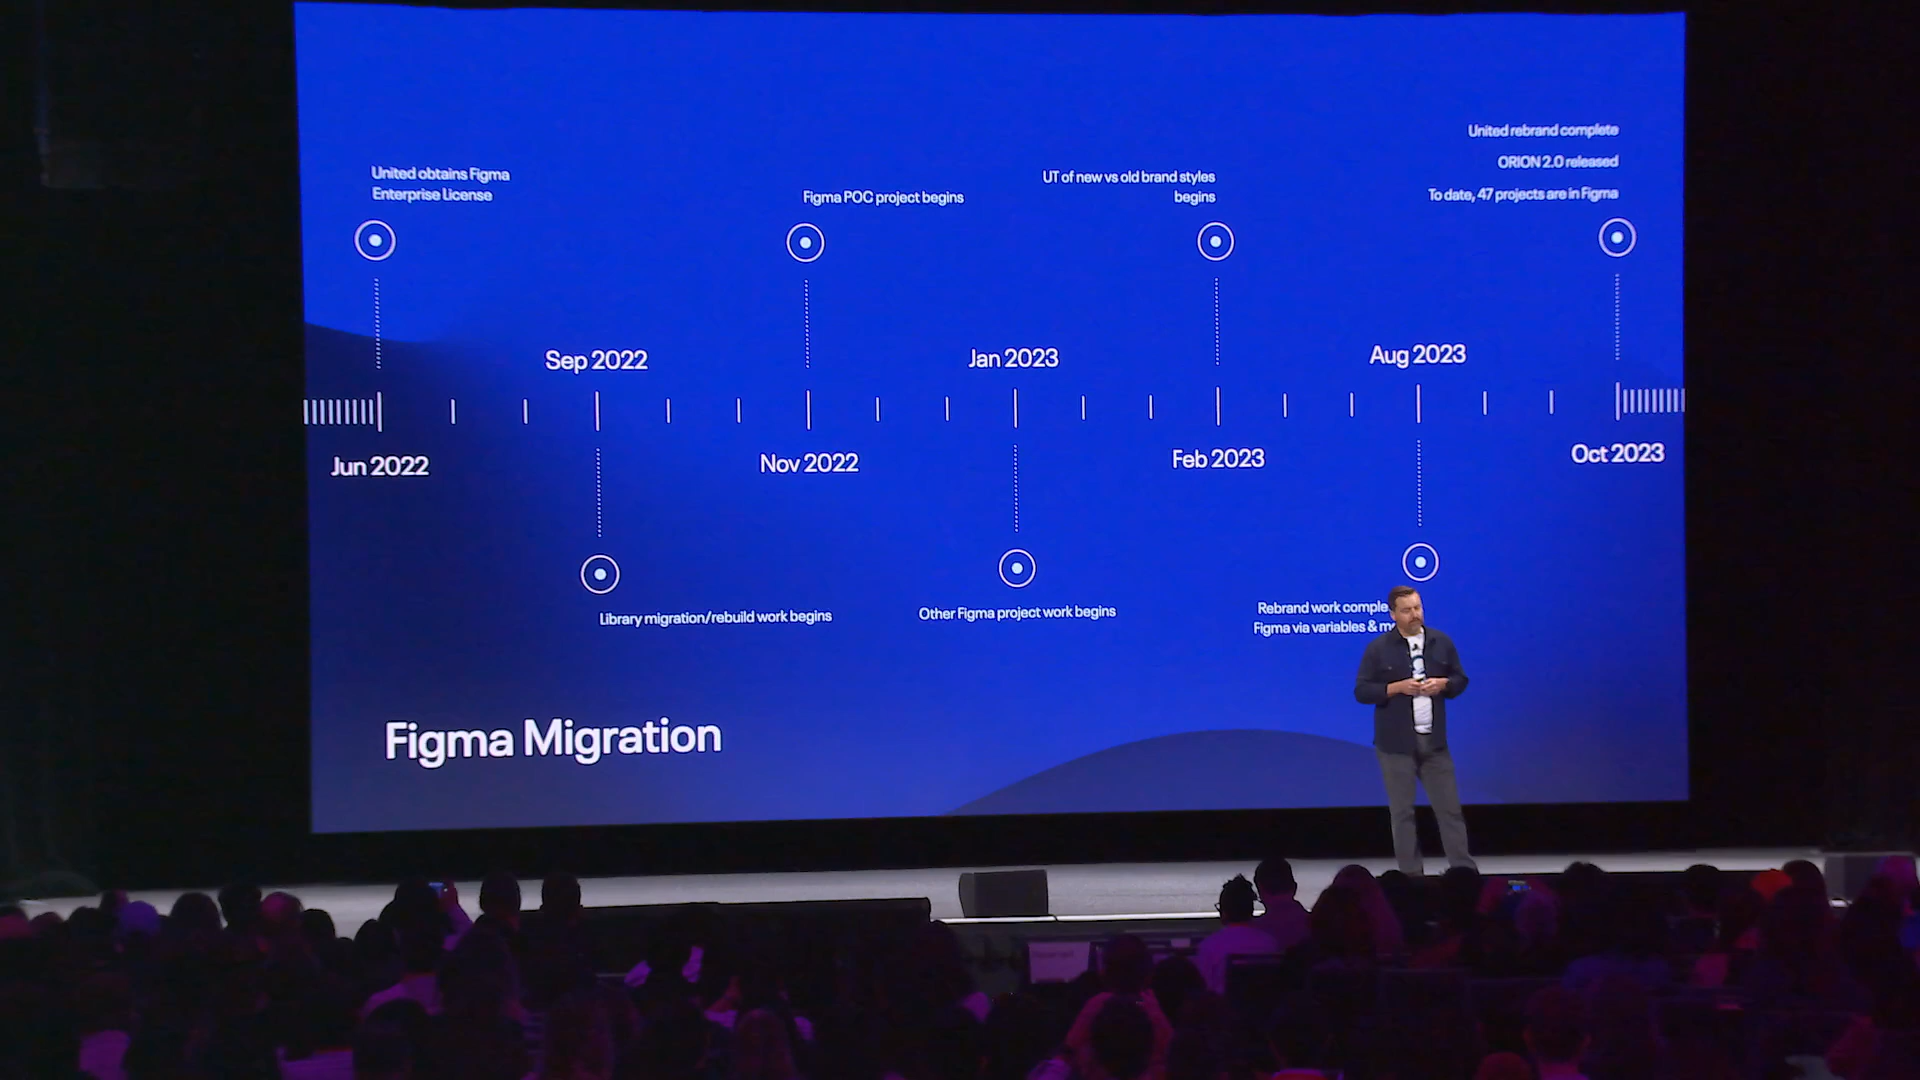 United rebrand complete
ORION 2.0 released
To date, 47 projects are in Figma
United obtains Figma
Enterprise License
Figma POC project begins
UT of new vs old brand styles
begins
Sep 2022
Jan 2023
Aug 2023
Jun 2022
Nov 2022
Feb 2023
Oct 2023
Library migration/rebuild work begins
Other Figma project work begins
Rebrand work
Figma via variables &
Figma Migration